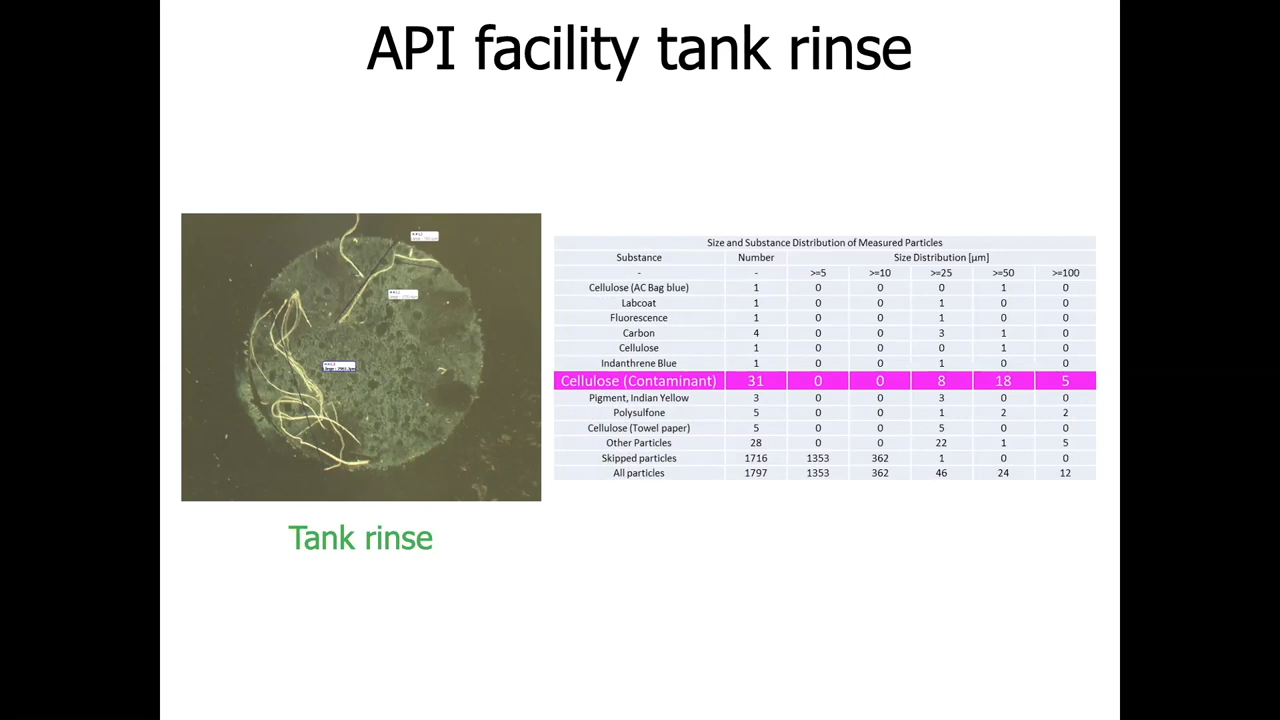 API facility tank rinse
Size and Substance Distribution of Measured Particles
Substance Number Size Distribution [µm]
- - >=5 >=10 >=25 >=50 >=100
Cellulose (AC Bag blue) 1 0 0 0 1 0
Labcoat 1 0 0 1 0 0
Fluorescence 1 0 0 1 0 0
Carbon 4 0 0 3 1 0
Cellulose 1 0 0 0 1 0
Indanthrene Blue 1 0 0 1 0 0
Cellulose (Contaminant) 31 0 0 8 18 5
Pigment, Indian Yellow 3 0 0 3 0 0
Polysulfone 5 0 0 1 2 2
Cellulose (Towel paper) 5 0 0 5 0 0
Other Particles 28 0 0 22 1 5
Skipped particles 1716 1353 362 1 0 0
All particles 1797 1353 362 46 24 12
Tank rinse